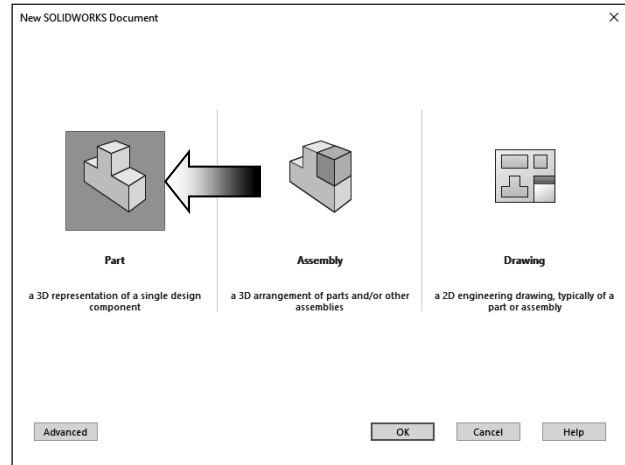 New SOLIDWORKS Document
Part
Assembly
Drawing
a 3D representation of a single design
component
a 3D arrangement of parts and/or other
assemblies
a 2D engineering drawing, typically of a
part or assembly
Advanced
OK
Cancel
Help